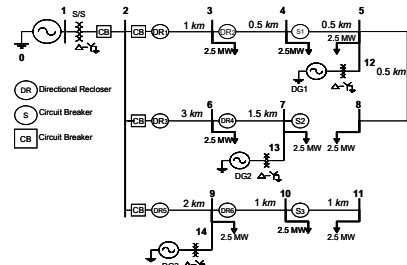 1 S/S 2 1 km 3 0.5 km 4 0.5 km 5
CB CB DR1 DR2 S1
0 Δ-Y 2.5 MW 2.5 MW 2.5 MW
12
DG1 Δ-Y 0.5 km
DR Directional Recloser
S Circuit Breaker
CB Circuit Breaker
3 km 6 1.5 km 7 8
CB DR3 DR4 S2
2.5 MW 2.5 MW
13
DG2 Δ-Y
2 km 9 1 km 10 1 km 11
CB DR5 DR6 S3
14 2.5 MW 2.5 MW 2.5 MW
Δ-Y